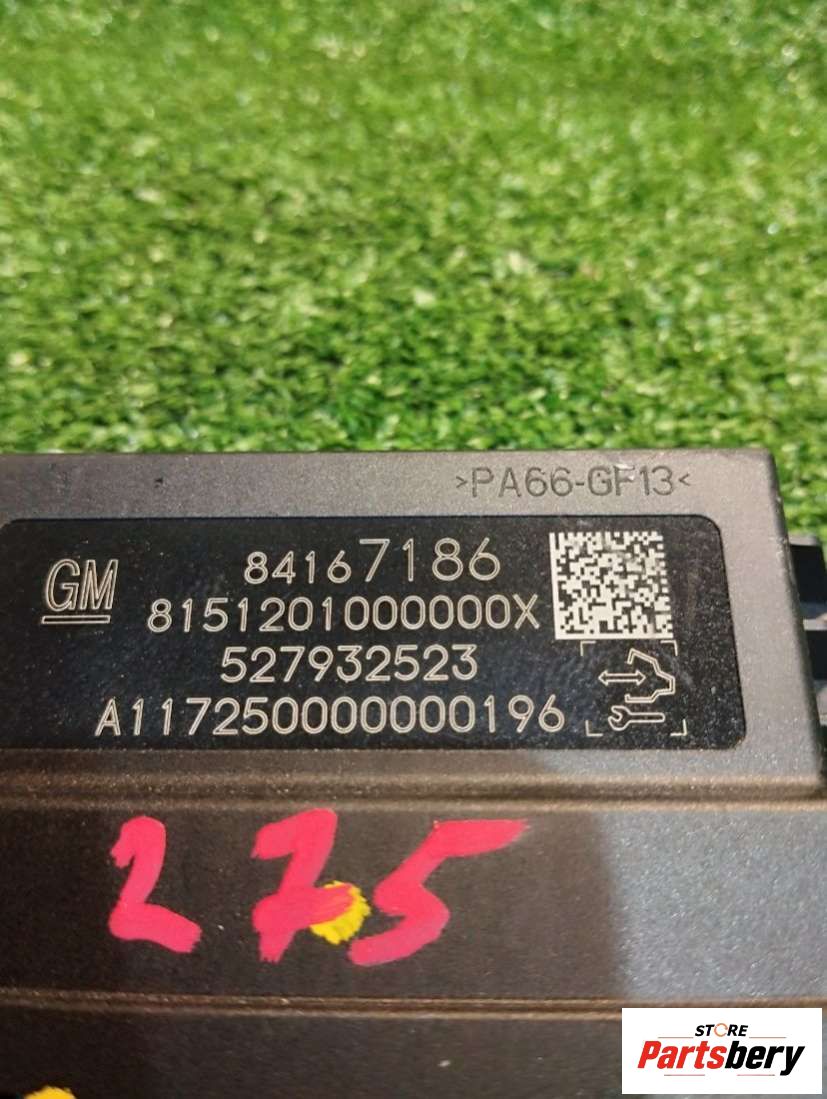 >PA66-GF13<
GM
84167186
8151201000000X
527932523
A117250000000196
275
STORE
Partsbery